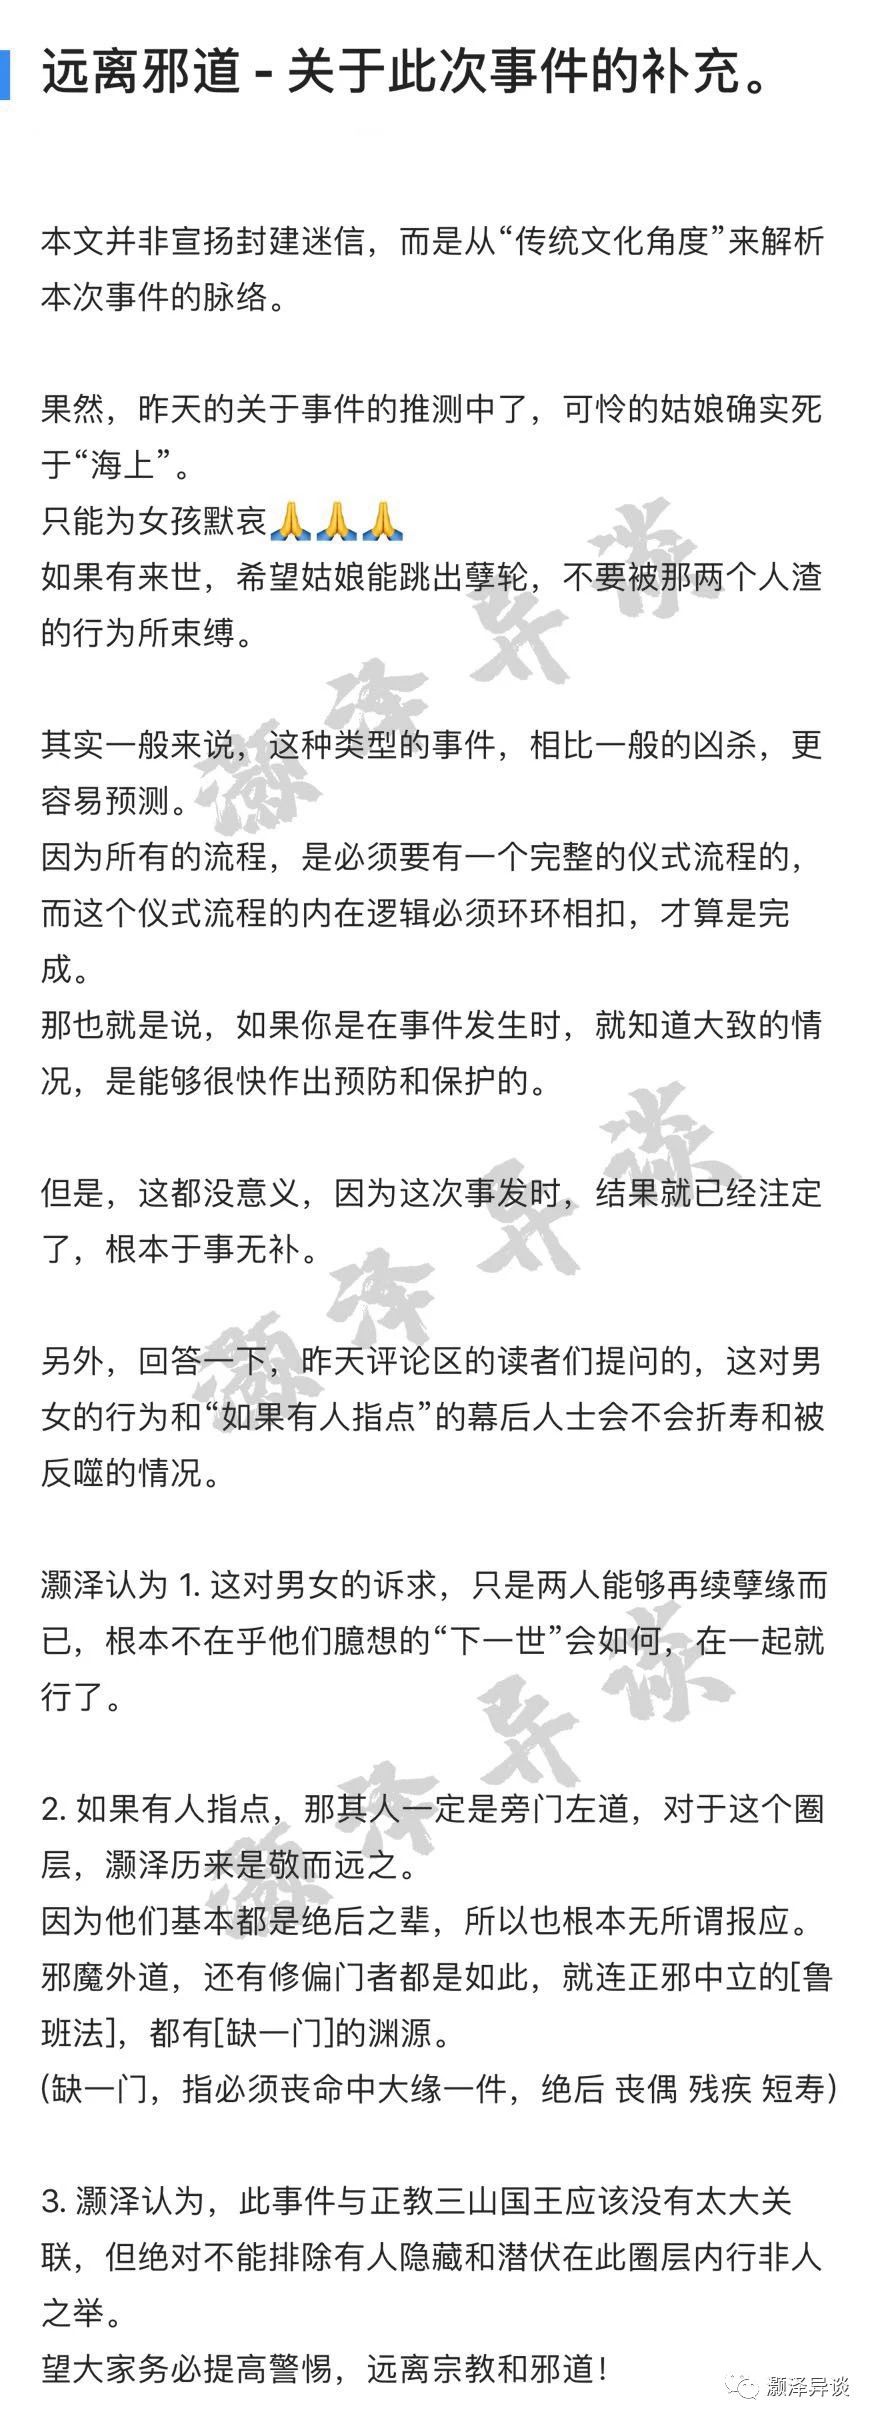 远离邪道 - 关于此次事件的补充。
本文并非宣扬封建迷信，而是从“传统文化角度”来解析
本次事件的脉络。
果然，昨天的关于事件的推测中了，可怜的姑娘确实死
于“海上”。
只能为女孩默哀🙏🙏🙏
如果有来世，希望姑娘能跳出孽轮，不要被那两个人渣
的行为所束缚。
其实一般来说，这种类型的事件，相比一般的凶杀，更
容易预测。
因为所有的流程，是必须要有一个完整的仪式流程的，
而这个仪式流程的内在逻辑必须环环相扣，才算是完
成。
那也就是说，如果你是在事件发生时，就知道大致的情
况，是能够很快作出预防和保护的。
但是，这都没意义，因为这次事发时，结果就已经注定
了，根本于事无补。
另外，回答一下，昨天评论区的读者们提问的，这对男
女的行为和“如果有人指点”的幕后人士会不会折寿和被
反噬的情况。
灏泽认为 1. 这对男女的诉求，只是两人能够再续孽缘而
已，根本不在乎他们臆想的“下一世”会如何，在一起就
行了。
2. 如果有人指点，那其人一定是旁门左道，对于这个圈
层，灏泽历来是敬而远之。
因为他们基本都是绝后之辈，所以也根本无所谓报应。
邪魔外道，还有修偏门者都是如此，就连正邪中立的[鲁
班法]，都有[缺一门]的渊源。
(缺一门，指必须丧命中大缘一件，绝后 丧偶 残疾 短寿)
3. 灏泽认为，此事件与正教三山国王应该没有太大关
联，但绝对不能排除有人隐藏和潜伏在此圈层内行非人
之举。
望大家务必提高警惕，远离宗教和邪道！
灏泽异谈
灏泽异谈
灏泽异谈
灏泽异谈